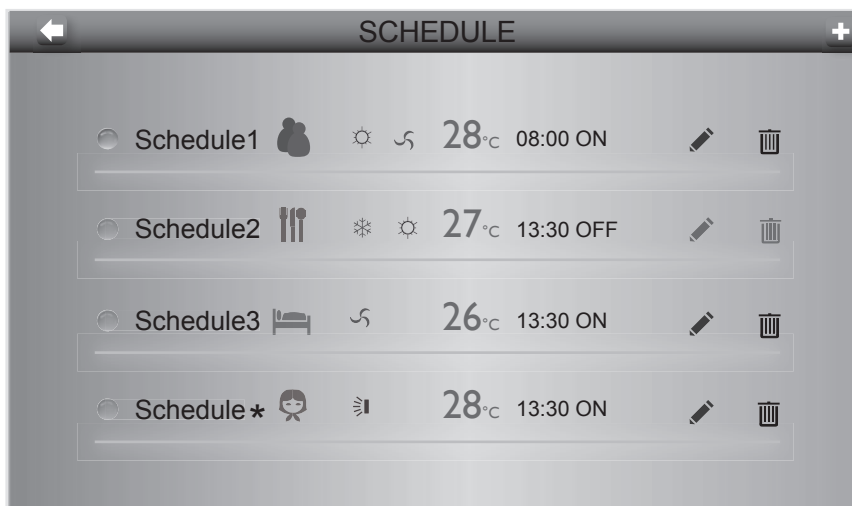 SCHEDULE
Schedule1 28°C 08:00 ON
Schedule2 27°C 13:30 OFF
Schedule3 26°C 13:30 ON
Schedule* 28°C 13:30 ON